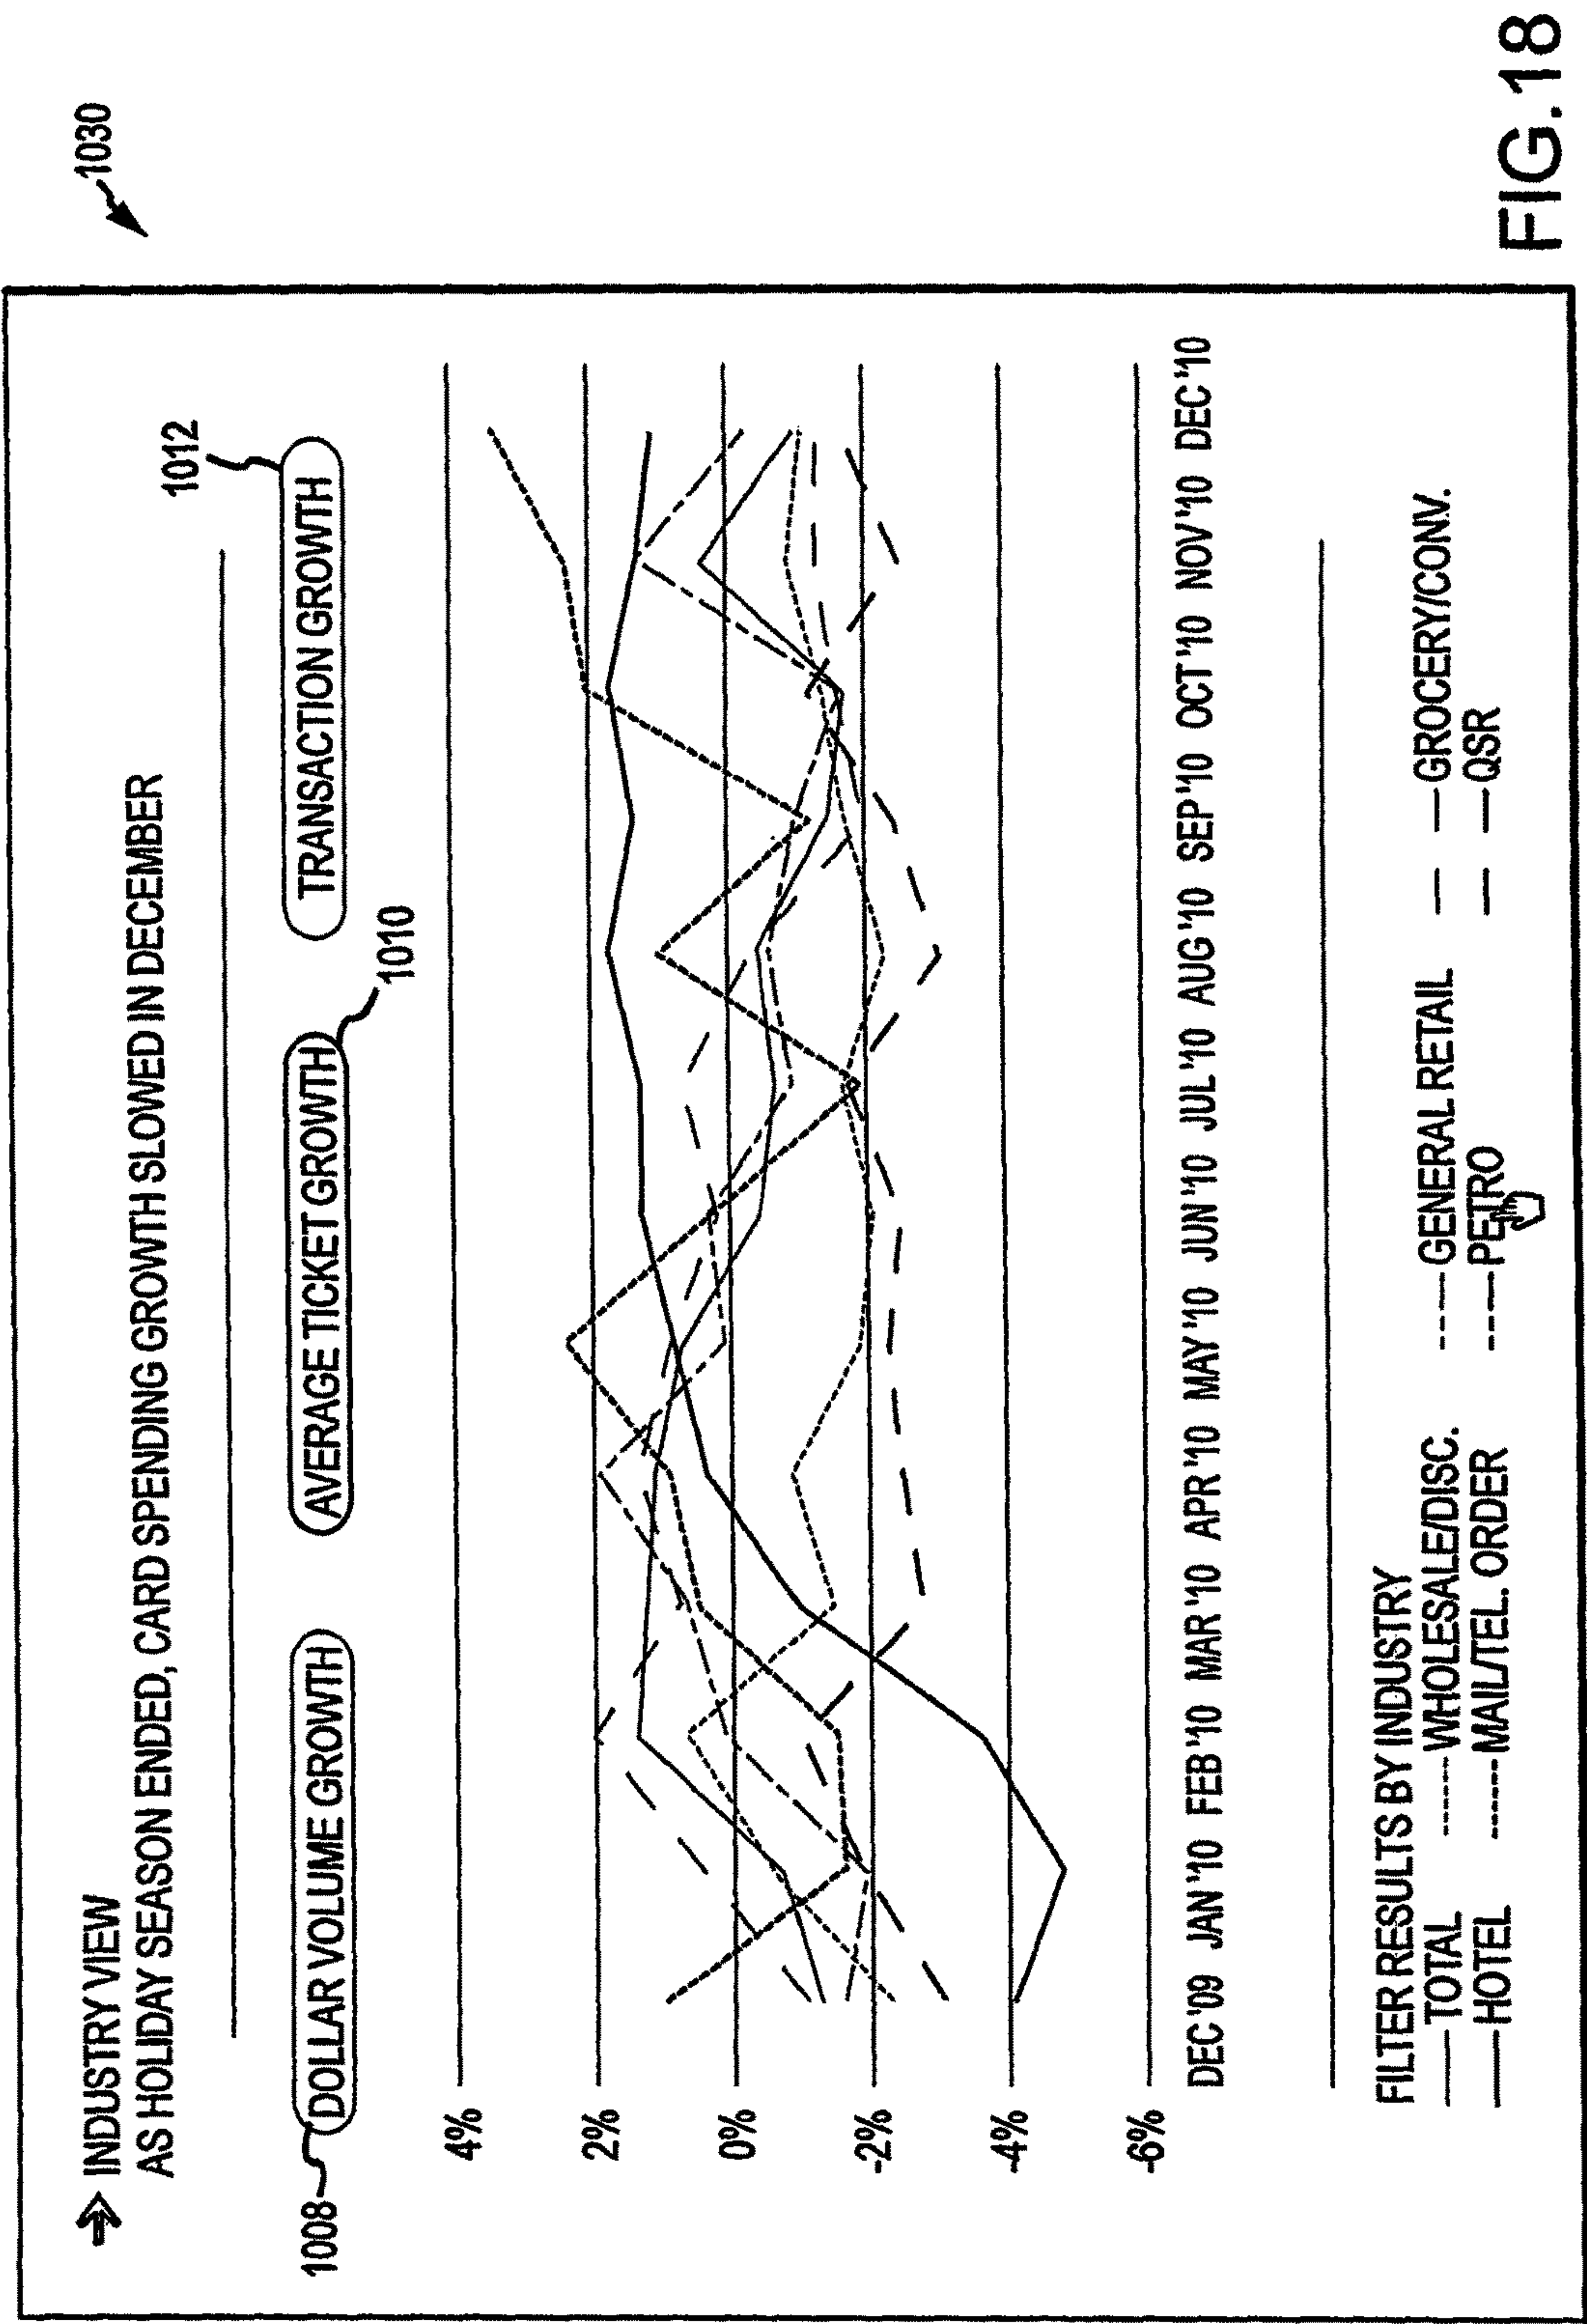 1030
INDUSTRY VIEW
AS HOLIDAY SEASON ENDED, CARD SPENDING GROWTH SLOWED IN DECEMBER
1008
DOLLAR VOLUME GROWTH
AVERAGE TICKET GROWTH
1010
TRANSACTION GROWTH
1012
4%
2%
0%
-2%
-4%
-6%
DEC '09 JAN '10 FEB '10 MAR '10 APR '10 MAY '10 JUN '10 JUL '10 AUG '10 SEP '10 OCT '10 NOV '10 DEC '10
FILTER RESULTS BY INDUSTRY
TOTAL WHOLESALE/DISC. GENERAL RETAIL GROCERY/CONV.
HOTEL MAIL/TEL. ORDER PETRO QSR
FIG. 18